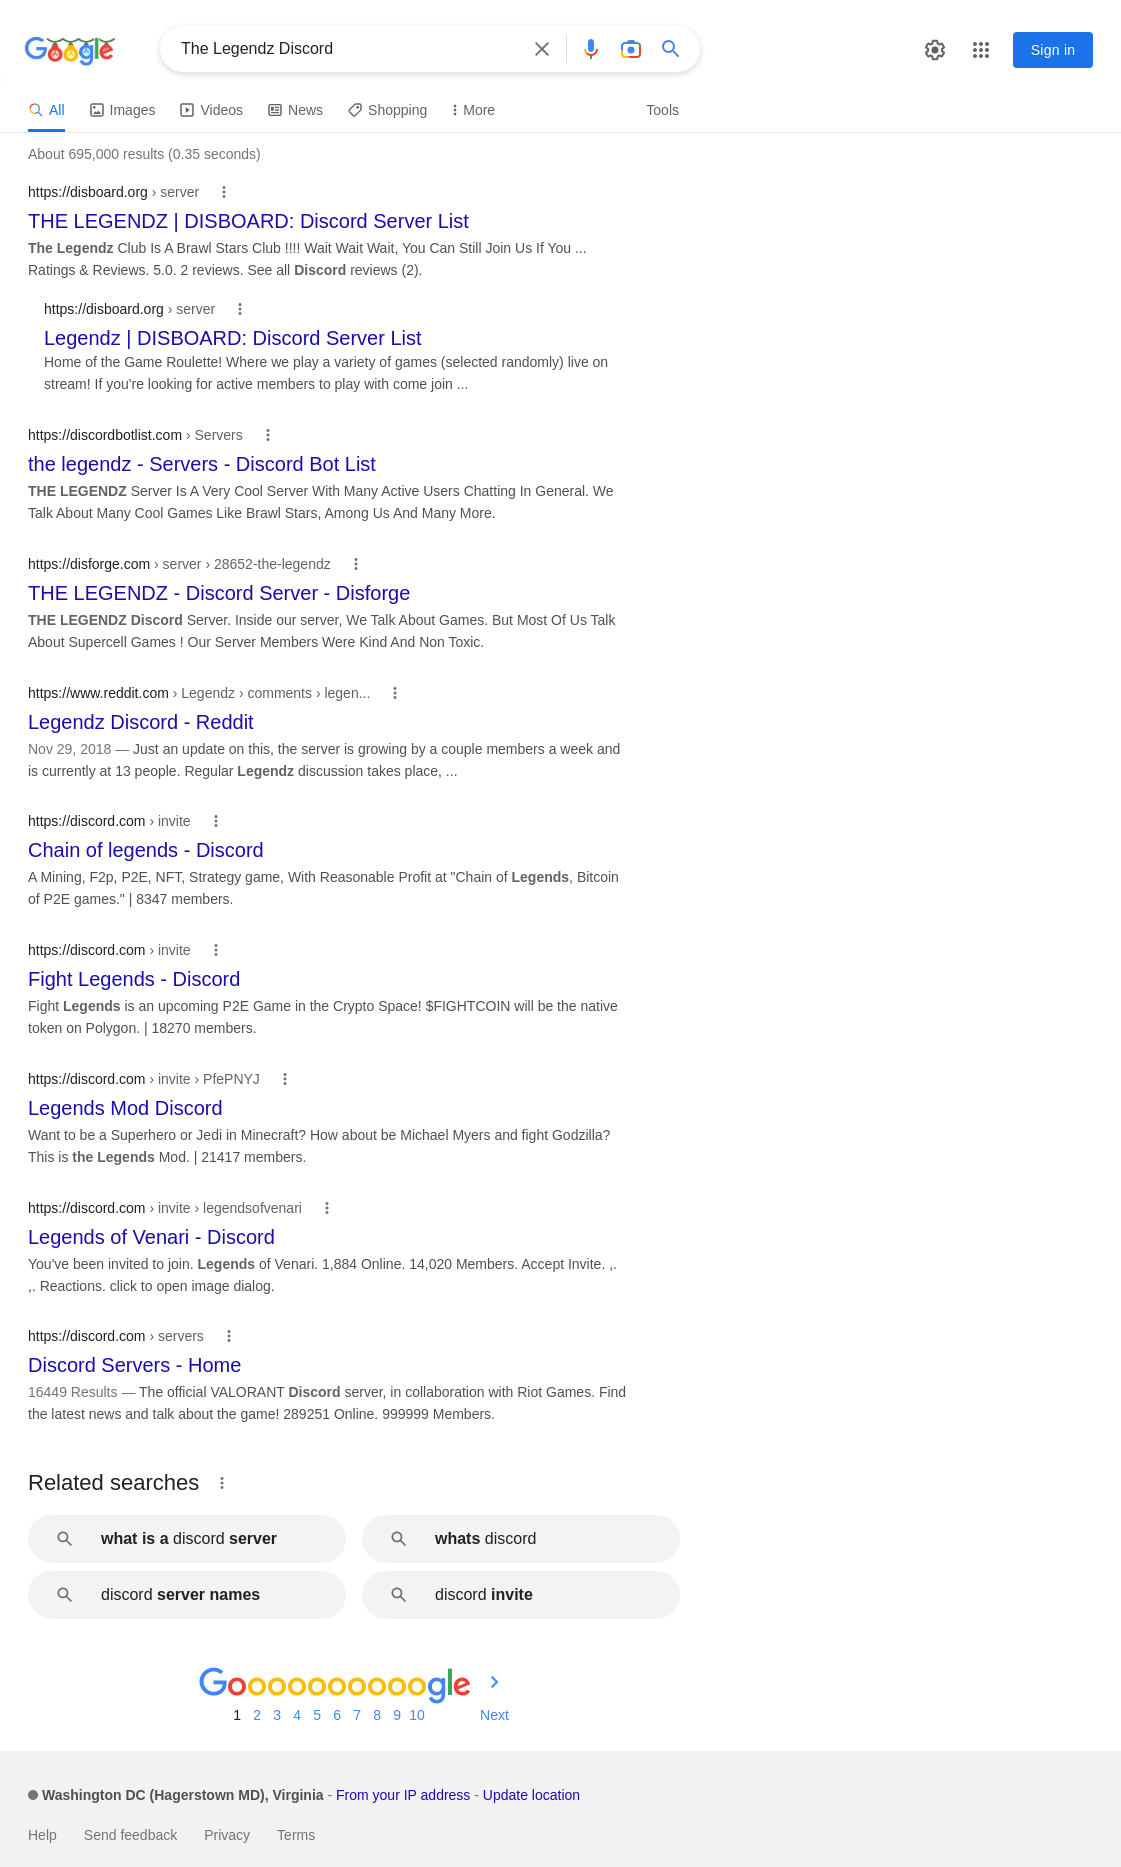 Google
The Legendz Discord
Sign in
All Images Videos News Shopping More Tools
About 695,000 results (0.35 seconds)
https://disboard.org › server
THE LEGENDZ | DISBOARD: Discord Server List
The Legendz Club Is A Brawl Stars Club !!!! Wait Wait Wait, You Can Still Join Us If You ...
Ratings & Reviews. 5.0. 2 reviews. See all Discord reviews (2).
https://disboard.org › server
Legendz | DISBOARD: Discord Server List
Home of the Game Roulette! Where we play a variety of games (selected randomly) live on
stream! If you're looking for active members to play with come join ...
https://discordbotlist.com › Servers
the legendz - Servers - Discord Bot List
THE LEGENDZ Server Is A Very Cool Server With Many Active Users Chatting In General. We
Talk About Many Cool Games Like Brawl Stars, Among Us And Many More.
https://disforge.com › server › 28652-the-legendz
THE LEGENDZ - Discord Server - Disforge
THE LEGENDZ Discord Server. Inside our server, We Talk About Games. But Most Of Us Talk
About Supercell Games ! Our Server Members Were Kind And Non Toxic.
https://www.reddit.com › Legendz › comments › legen...
Legendz Discord - Reddit
Nov 29, 2018 — Just an update on this, the server is growing by a couple members a week and
is currently at 13 people. Regular Legendz discussion takes place, ...
https://discord.com › invite
Chain of legends - Discord
A Mining, F2p, P2E, NFT, Strategy game, With Reasonable Profit at "Chain of Legends, Bitcoin
of P2E games." | 8347 members.
https://discord.com › invite
Fight Legends - Discord
Fight Legends is an upcoming P2E Game in the Crypto Space! $FIGHTCOIN will be the native
token on Polygon. | 18270 members.
https://discord.com › invite › PfePNYJ
Legends Mod Discord
Want to be a Superhero or Jedi in Minecraft? How about be Michael Myers and fight Godzilla?
This is the Legends Mod. | 21417 members.
https://discord.com › invite › legendsofvenari
Legends of Venari - Discord
You've been invited to join. Legends of Venari. 1,884 Online. 14,020 Members. Accept Invite. ,.
,. Reactions. click to open image dialog.
https://discord.com › servers
Discord Servers - Home
16449 Results — The official VALORANT Discord server, in collaboration with Riot Games. Find
the latest news and talk about the game! 289251 Online. 999999 Members.
Related searches
what is a discord server
whats discord
discord server names
discord invite
Goooooooooogle
1 2 3 4 5 6 7 8 9 10 Next
Washington DC (Hagerstown MD), Virginia - From your IP address - Update location
Help Send feedback Privacy Terms